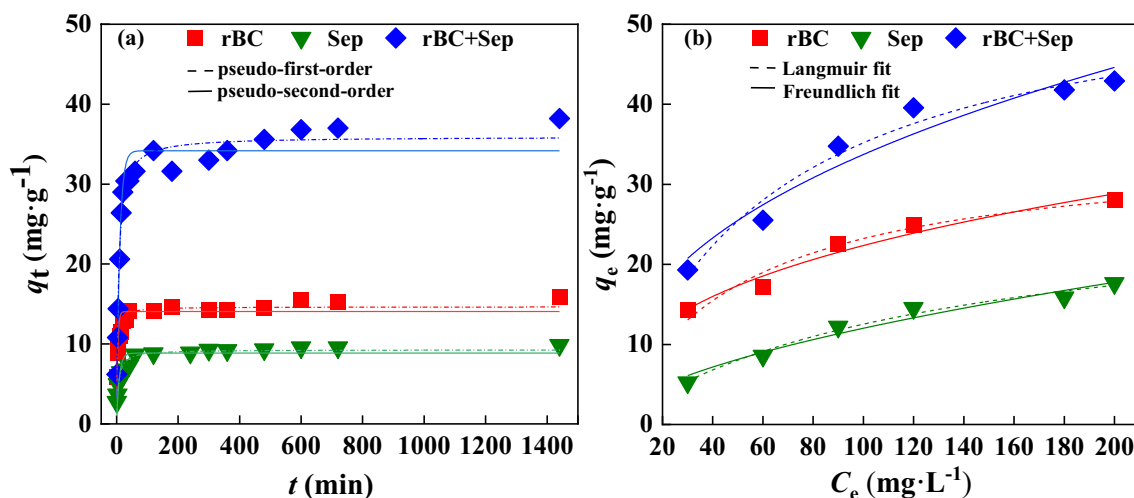 (a) rBC Sep rBC+Sep
pseudo-first-order
pseudo-second-order
50
40
30
20
10
0
qt (mg·g-1)
0 200 400 600 800 1000 1200 1400
t (min)
(b) rBC Sep rBC+Sep
Langmuir fit
Freundlich fit
50
40
30
20
10
0
qe (mg·g-1)
20 40 60 80 100 120 140 160 180 200
Ce (mg·L-1)